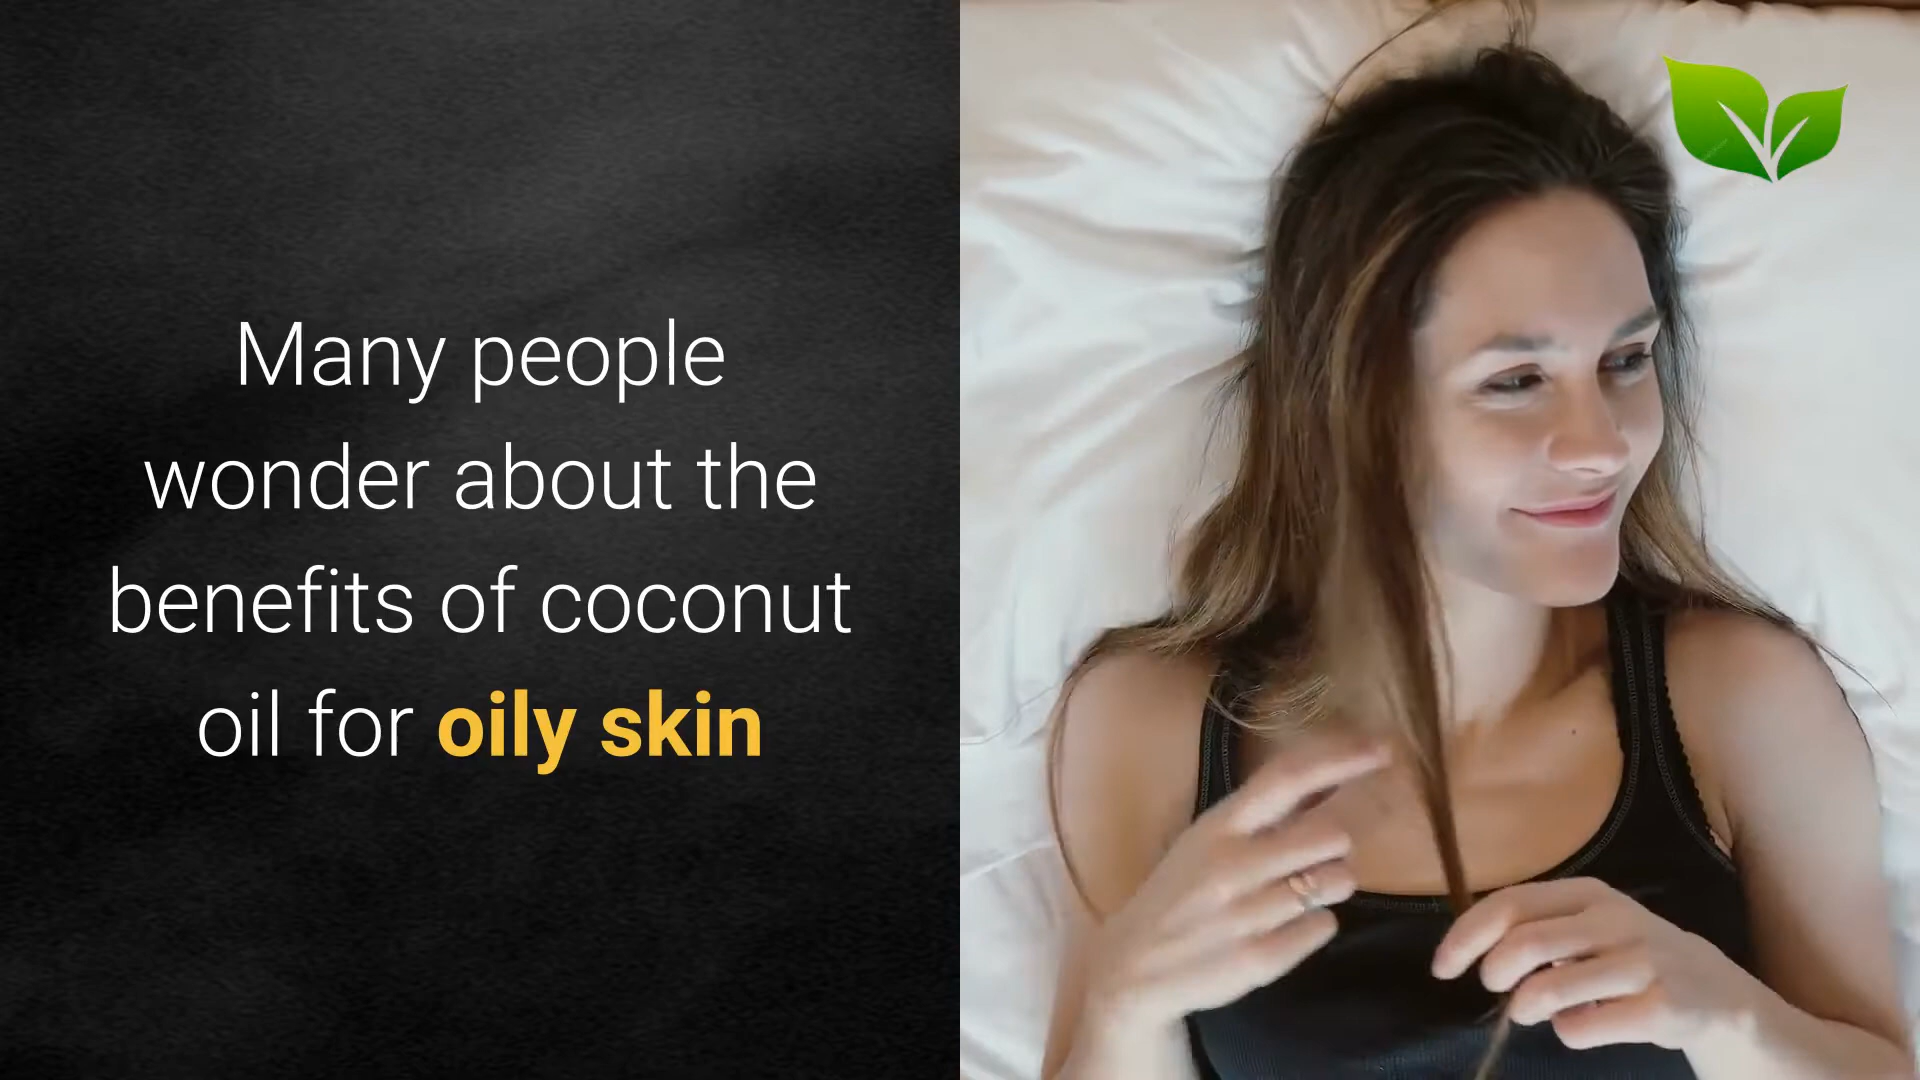 Many people
wonder about the
benefits of coconut
oil for oily skin